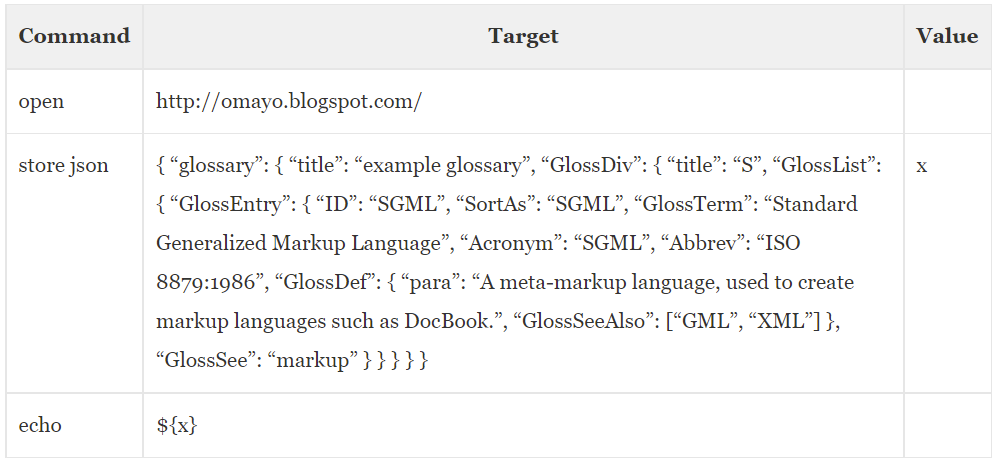 Command Target Value
open http://omayo.blogspot.com/
store json { “glossary”: { “title”: “example glossary”, “GlossDiv”: { “title”: “S”, “GlossList”: x
{ “GlossEntry”: { “ID”: “SGML”, “SortAs”: “SGML”, “GlossTerm”: “Standard
Generalized Markup Language”, “Acronym”: “SGML”, “Abbrev”: “ISO
8879:1986”, “GlossDef”: { “para”: “A meta-markup language, used to create
markup languages such as DocBook.”, “GlossSeeAlso”: [“GML”, “XML”] },
“GlossSee”: “markup” } } } } }
echo ${x}